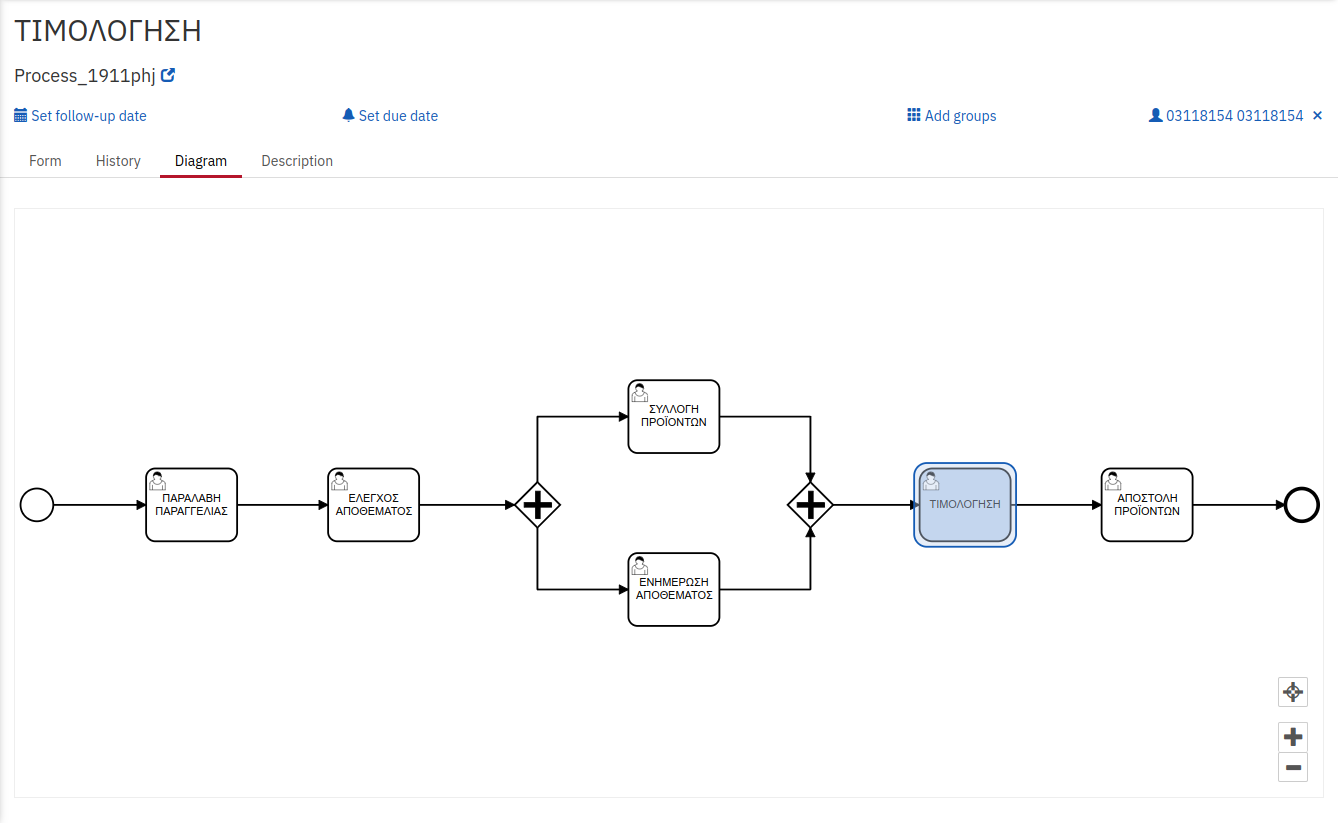 ΤΙΜΟΛΟΓΗΣΗ
Process_1911phj
Set follow-up date
Set due date
Add groups
03118154 03118154 ×
Form
History
Diagram
Description
ΠΑΡΑΛΑΒΗ
ΠΑΡΑΓΓΕΛΙΑΣ
ΕΛΕΓΧΟΣ
ΑΠΟΘΕΜΑΤΟΣ
ΣΥΛΛΟΓΗ
ΠΡΟΪΟΝΤΩΝ
ΕΝΗΜΕΡΩΣΗ
ΑΠΟΘΕΜΑΤΟΣ
ΤΙΜΟΛΟΓΗΣΗ
ΑΠΟΣΤΟΛΗ
ΠΡΟΪΟΝΤΩΝ